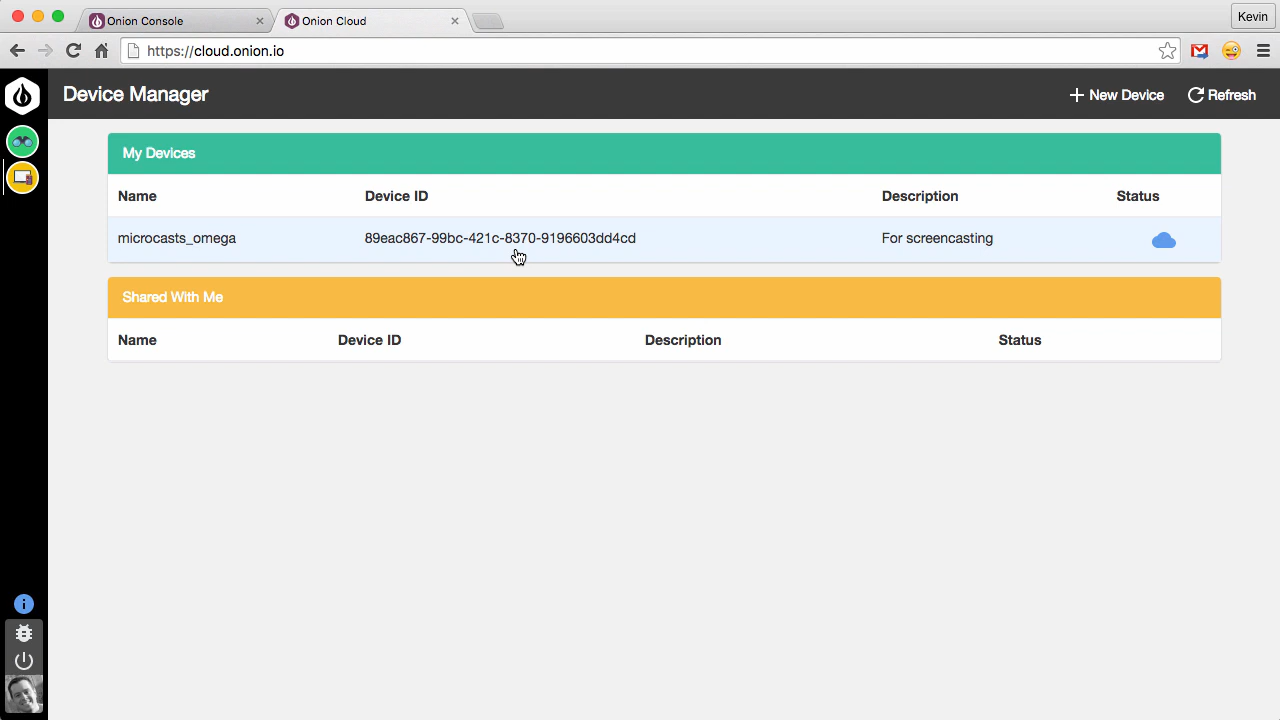 Onion Console
Onion Cloud
Kevin
https://cloud.onion.io
Device Manager
New Device
Refresh
My Devices
Name Device ID Description Status
microcasts_omega 89eac867-99bc-421c-8370-9196603dd4cd For screencasting
Shared With Me
Name Device ID Description Status